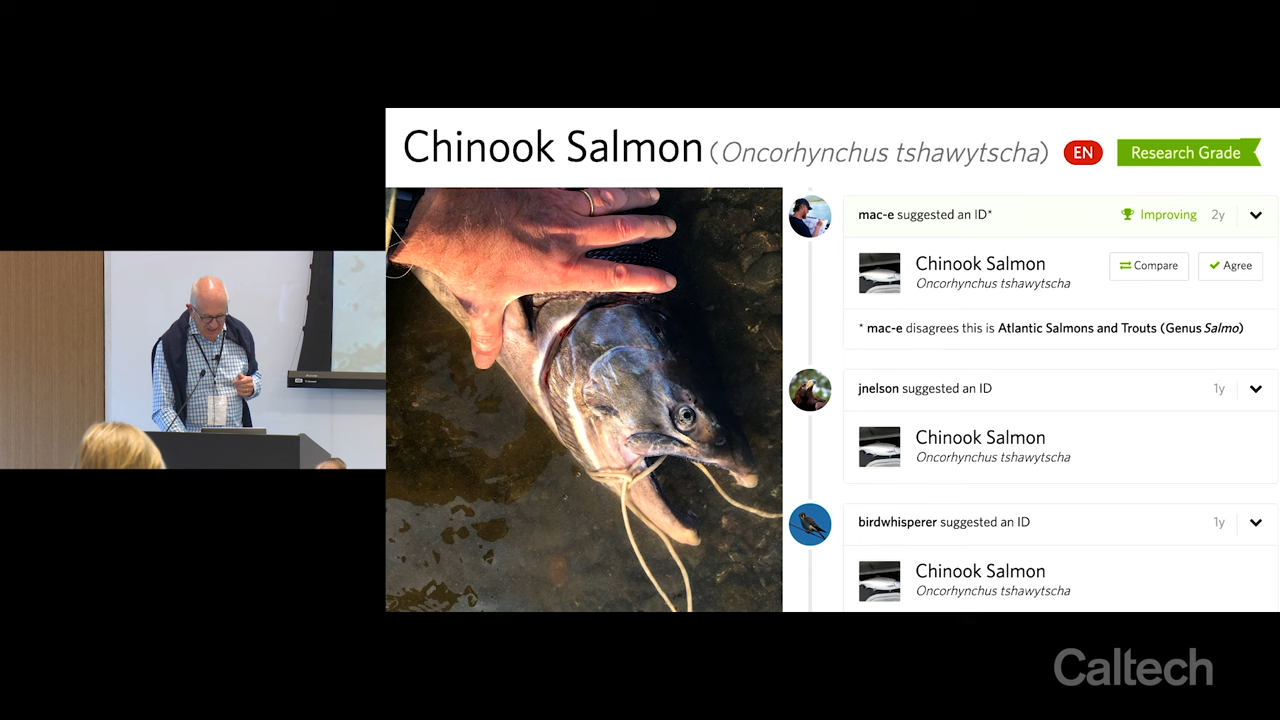 Chinook Salmon (Oncorhynchus tshawytscha) EN Research Grade
mac-e suggested an ID* Improving 2y
Chinook Salmon Compare Agree
Oncorhynchus tshawytscha
* mac-e disagrees this is Atlantic Salmons and Trouts (Genus Salmo)
jnelson suggested an ID 1y
Chinook Salmon
Oncorhynchus tshawytscha
birdwhisperer suggested an ID 1y
Chinook Salmon
Oncorhynchus tshawytscha
Caltech